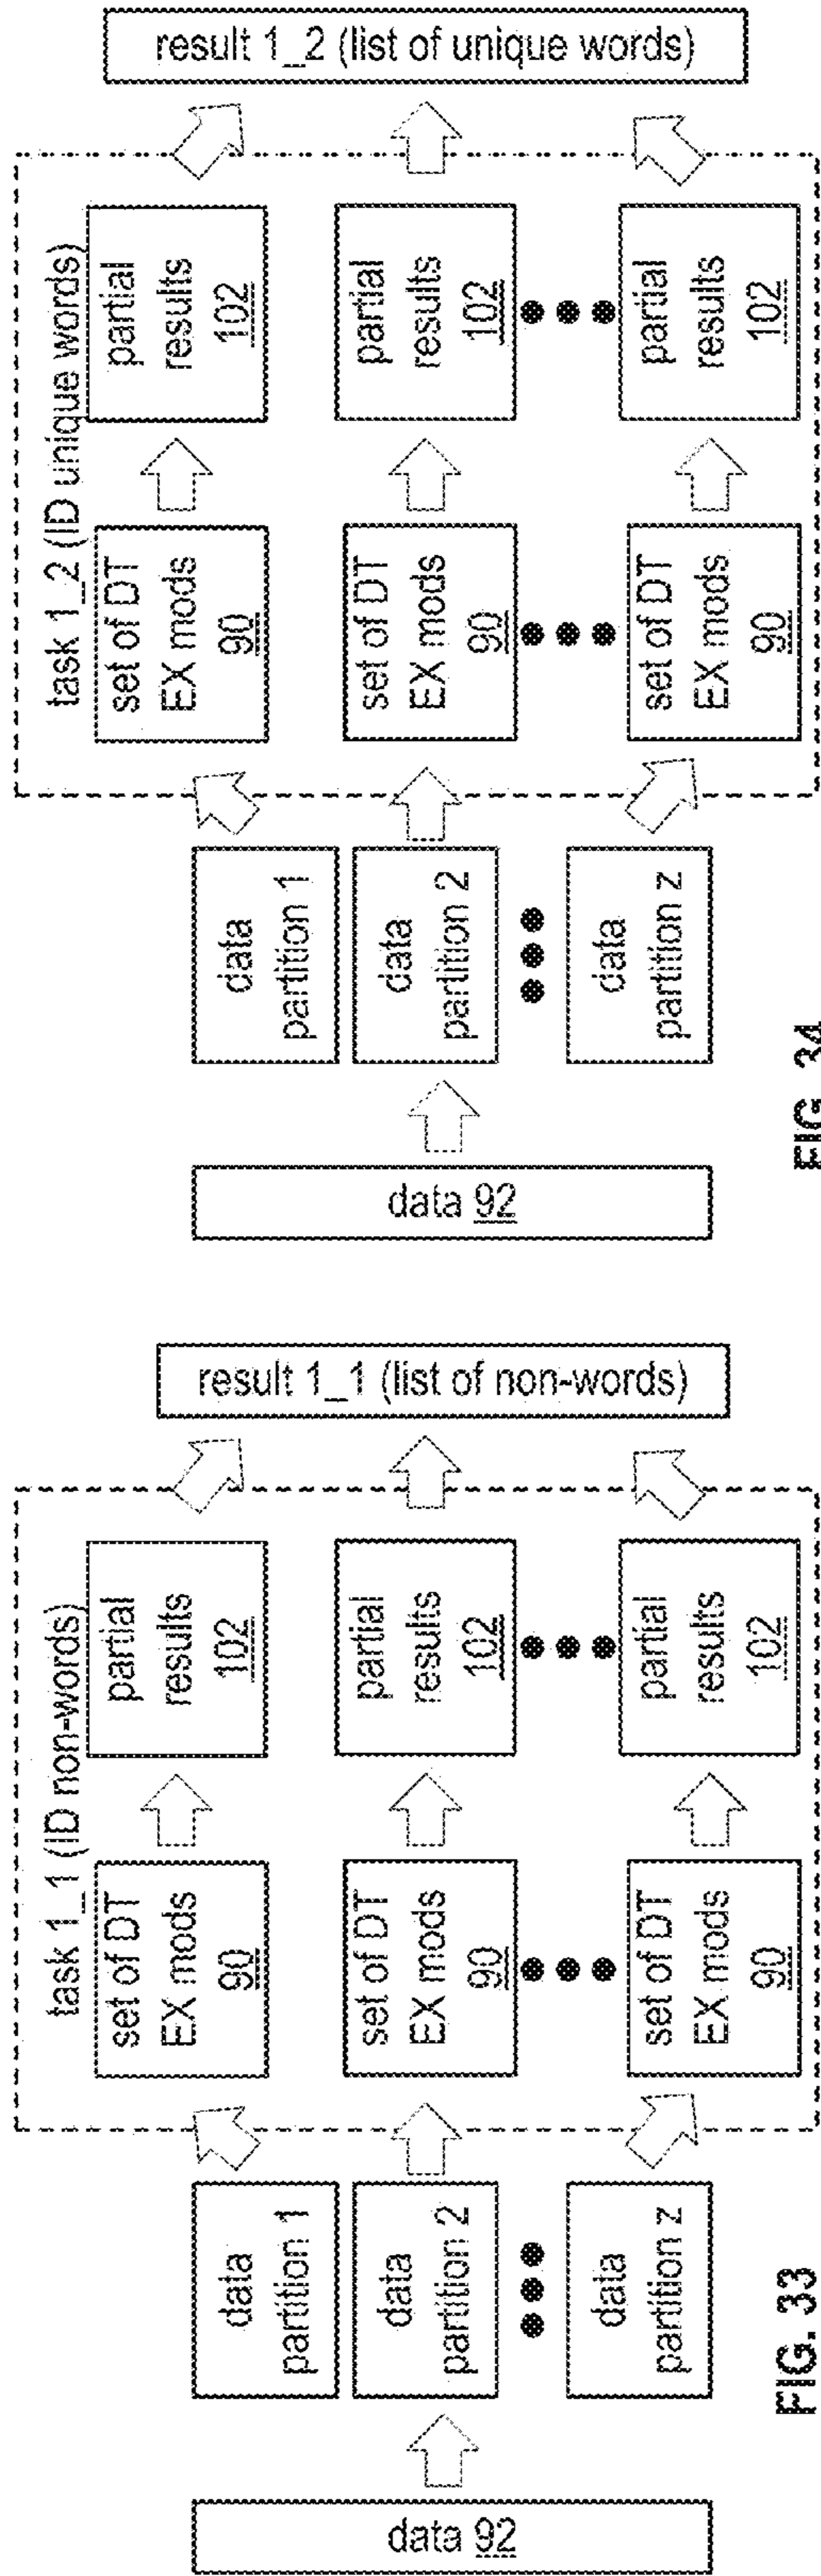 data 92
data
partition 1
data
partition 2
data
partition z
task 1_1 (ID non-words)
set of DT
EX mods
90
set of DT
EX mods
90
set of DT
EX mods
90
partial
results
102
partial
results
102
partial
results
102
result 1_1 (list of non-words)
FIG. 33
data 92
data
partition 1
data
partition 2
data
partition z
task 1_2 (ID unique words)
set of DT
EX mods
90
set of DT
EX mods
90
set of DT
EX mods
90
partial
results
102
partial
results
102
partial
results
102
result 1_2 (list of unique words)
FIG. 34